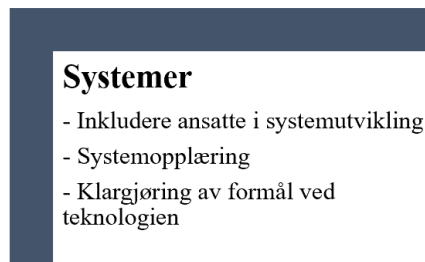 Systemer
- Inkludere ansatte i systemutvikling
- Systemopplæring
- Klargjøring av formål ved
teknologien